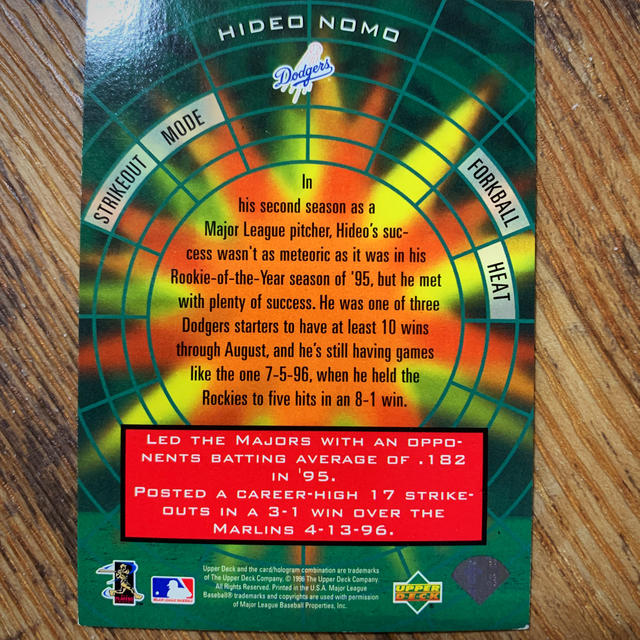 HIDEO NOMO
Dodgers
STRIKEOUT
MODE
FORKBALL
HEAT
In
his second season as a
Major League pitcher, Hideo's suc-
cess wasn't as meteoric as it was in his
Rookie-of-the-Year season of '95, but he met
with plenty of success. He was one of three
Dodgers starters to have at least 10 wins
through August, and he's still having games
like the one 7-5-96, when he held the
Rockies to five hits in an 8-1 win.
LED THE MAJORS WITH AN OPPO-
NENTS BATTING AVERAGE OF .182
IN '95.
POSTED A CAREER-HIGH 17 STRIKE-
OUTS IN A 3-1 WIN OVER THE
MARLINS 4-13-96.
Upper Deck and the card/hologram combination are trademarks
of The Upper Deck Company. © 1996 The Upper Deck Company.
All Rights Reserved. Printed in the U.S.A. Major League
Baseball® trademarks and copyrights are used with permission
of Major League Baseball Properties, Inc.
PLAYERS
UPPER
DECK